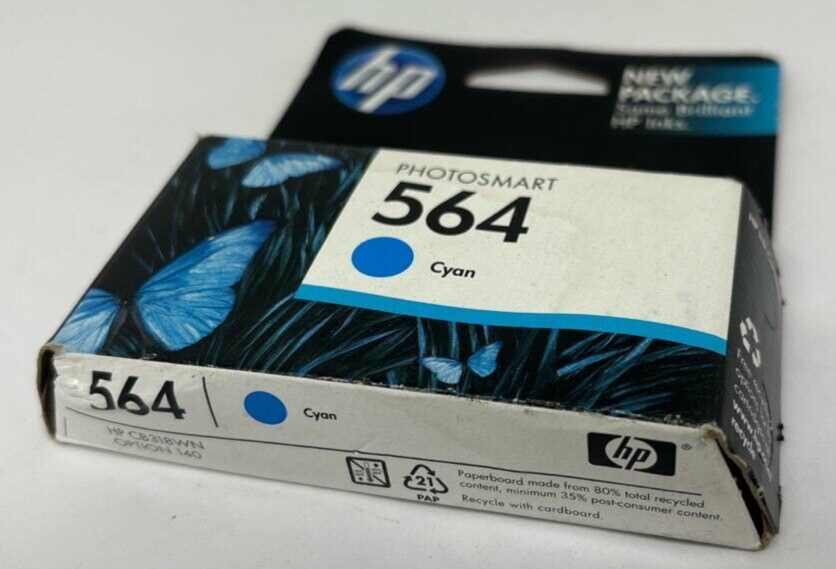 hp
NEW
PACKAGE.
Same, Brilliant
HP Inks.
PHOTOSMART
564
Cyan
564
Cyan
HP CB318WN
OPTION 140
hp®
21
PAP
Paperboard made from 80% total recycled
content, minimum 35% post-consumer content.
Recycle with cardboard.
recycle